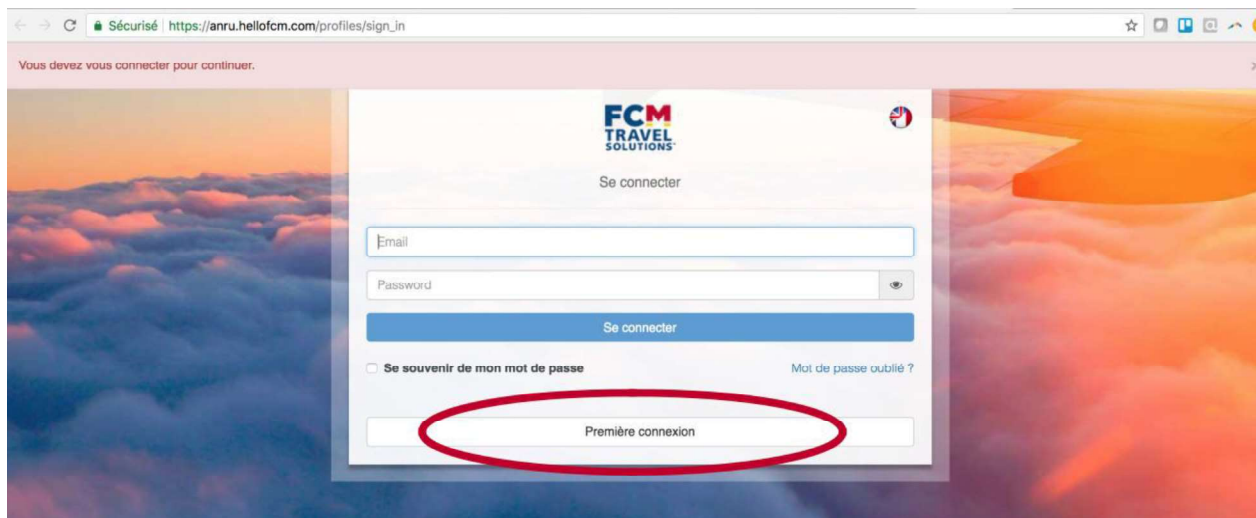 Sécurisé https://anru.hellofcm.com/profiles/sign_in
Vous devez vous connecter pour continuer.
FCM
TRAVEL
SOLUTIONS
Se connecter
Email
Password
Se connecter
Se souvenir de mon mot de passe Mot de passe oublié ?
Première connexion